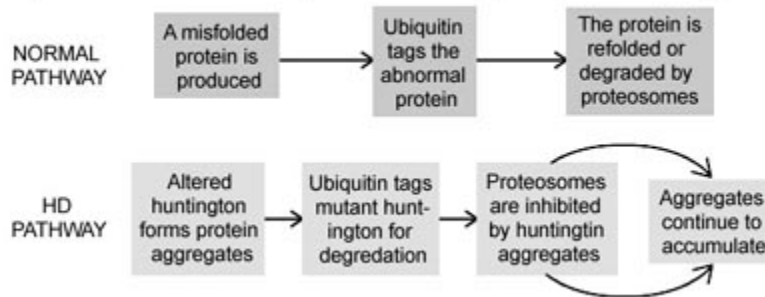 NORMAL
PATHWAY
A misfolded
protein is
produced
Ubiquitin
tags the
abnormal
protein
The protein is
refolded or
degraded by
proteosomes
HD
PATHWAY
Altered
huntington
forms protein
aggregates
Ubiquitin tags
mutant hunt-
ington for
degredation
Proteosomes
are inhibited
by huntingtin
aggregates
Aggregates
continue to
accumulate